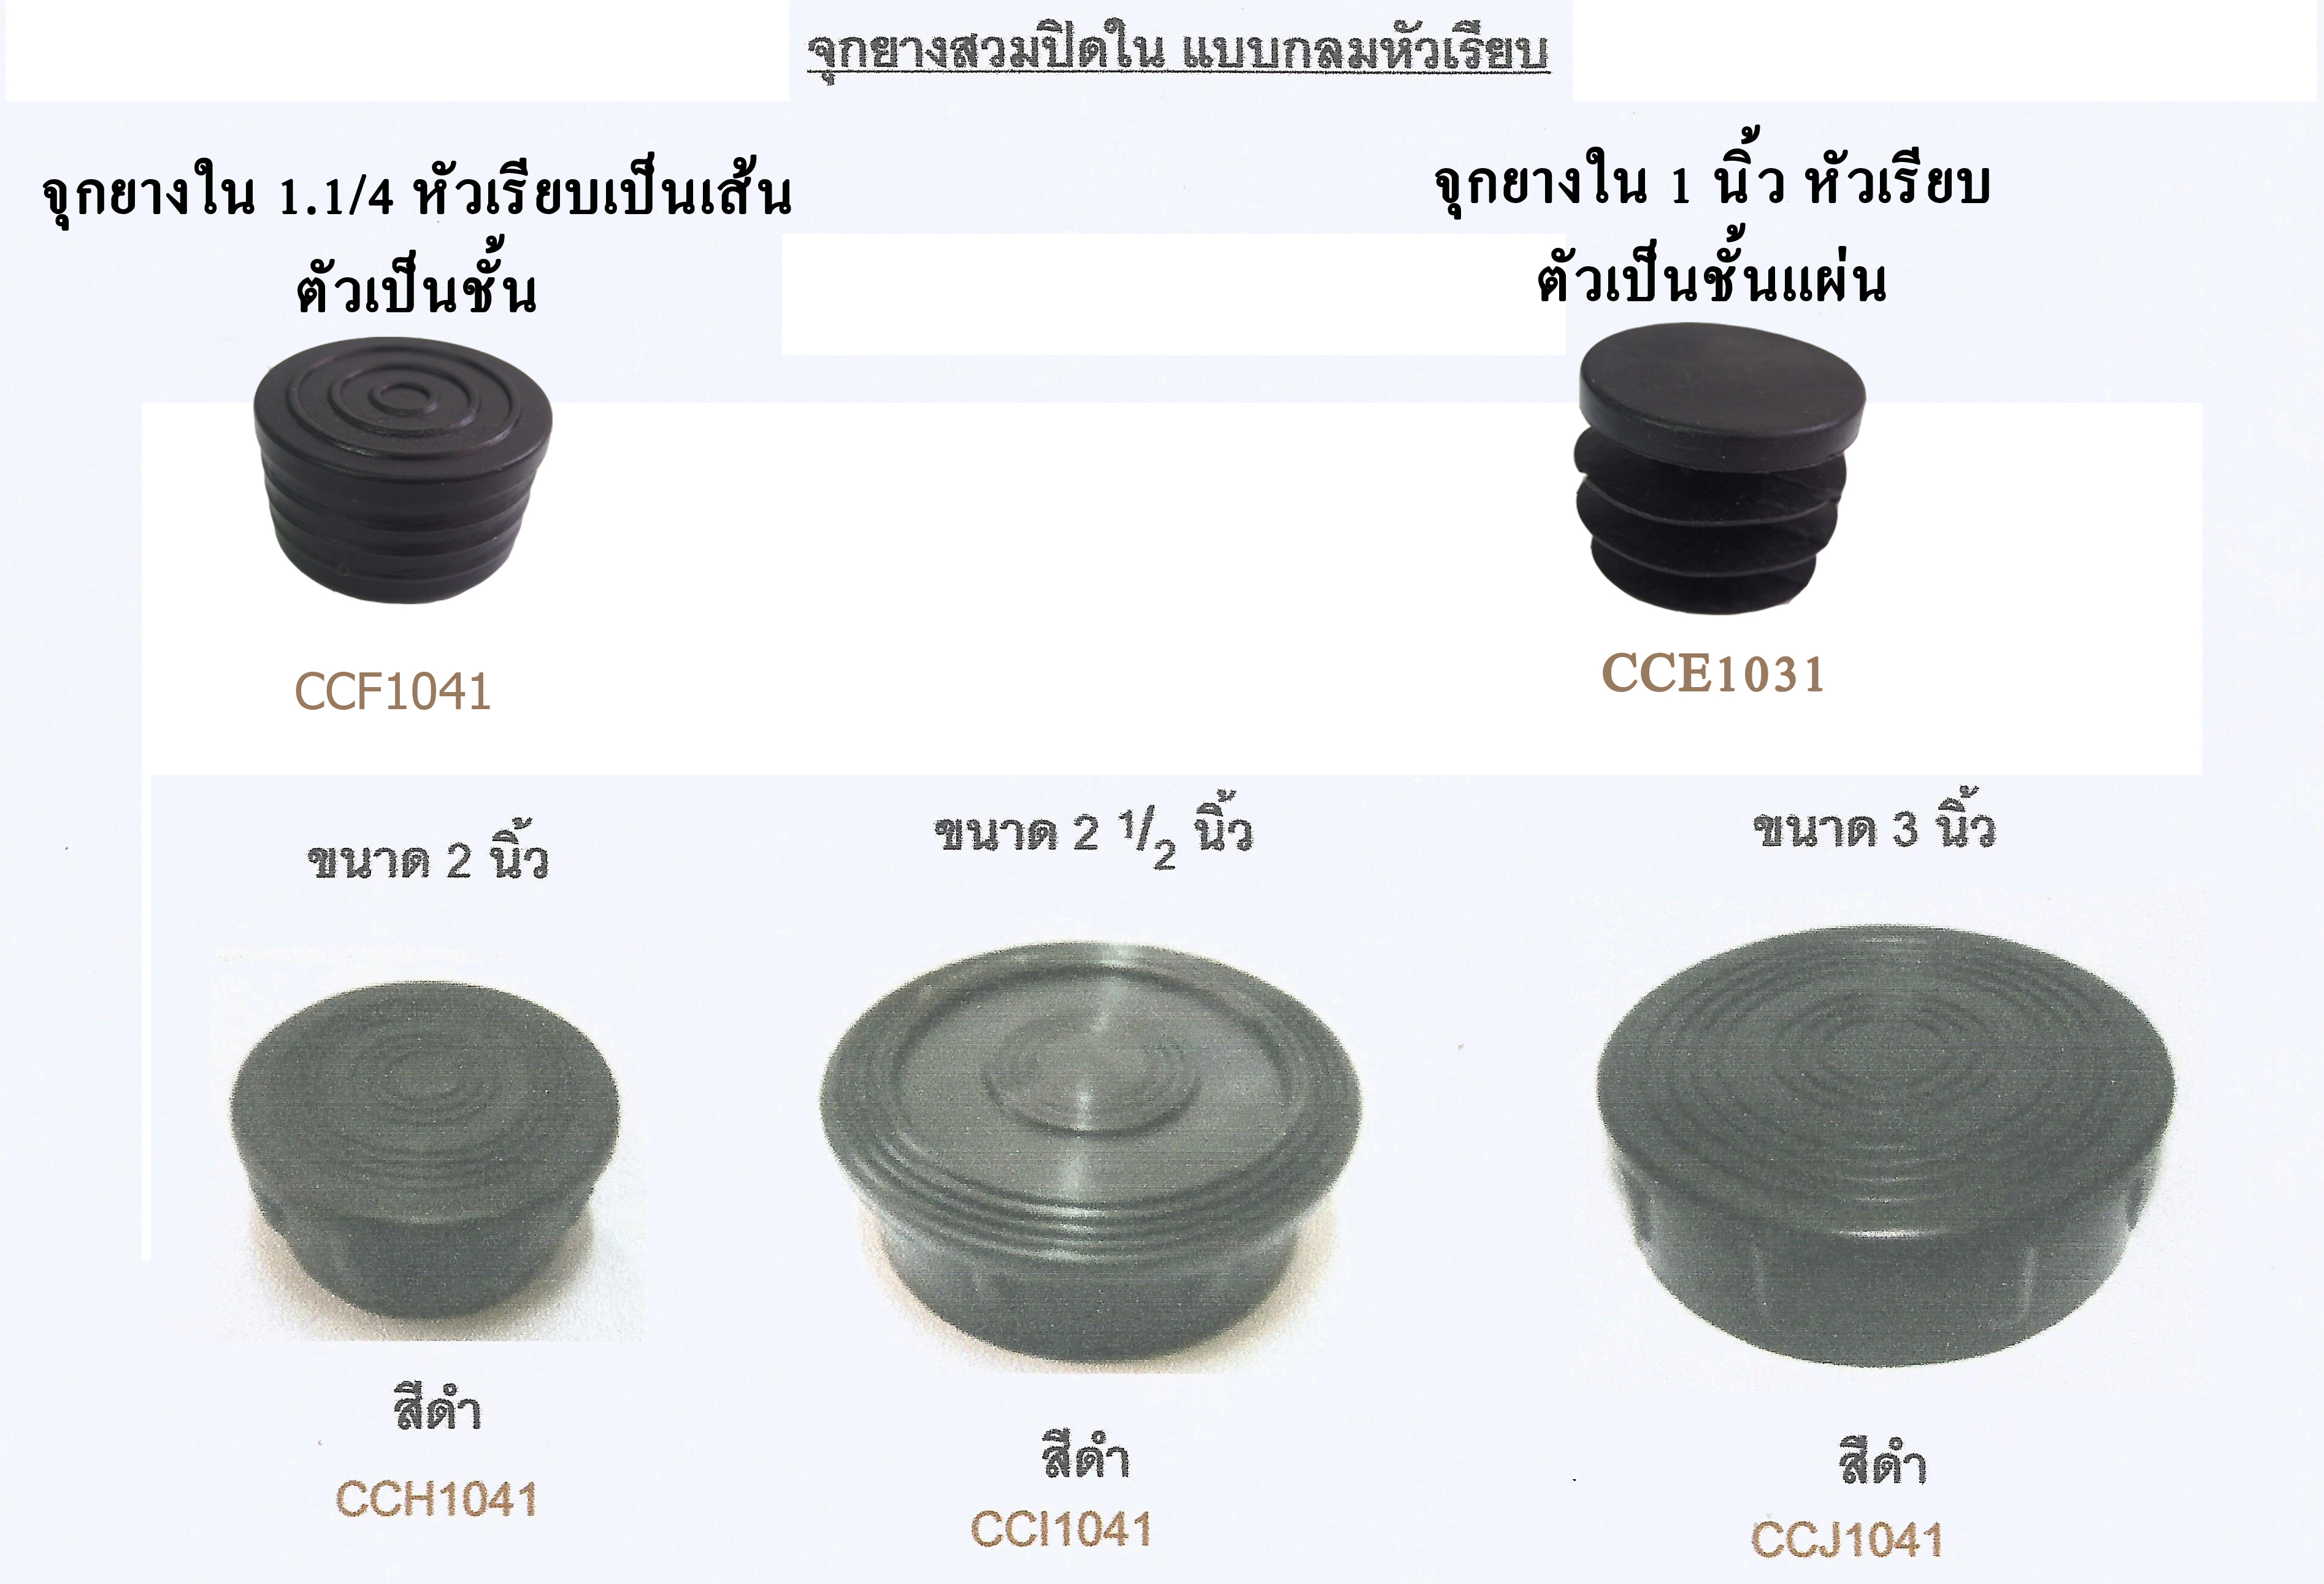 จุกยางสวมปิดใน แบบกลมหัวเรียบ
จุกยางใน 1.1/4 หัวเรียบเป็นเส้น
ตัวเป็นชั้น
จุกยางใน 1 นิ้ว หัวเรียบ
ตัวเป็นชั้นแผ่น
CCF1041
CCE1031
ขนาด 2 นิ้ว
ขนาด 2 1/2 นิ้ว
ขนาด 3 นิ้ว
สีดำ
CCH1041
สีดำ
CCI1041
สีดำ
CCJ1041